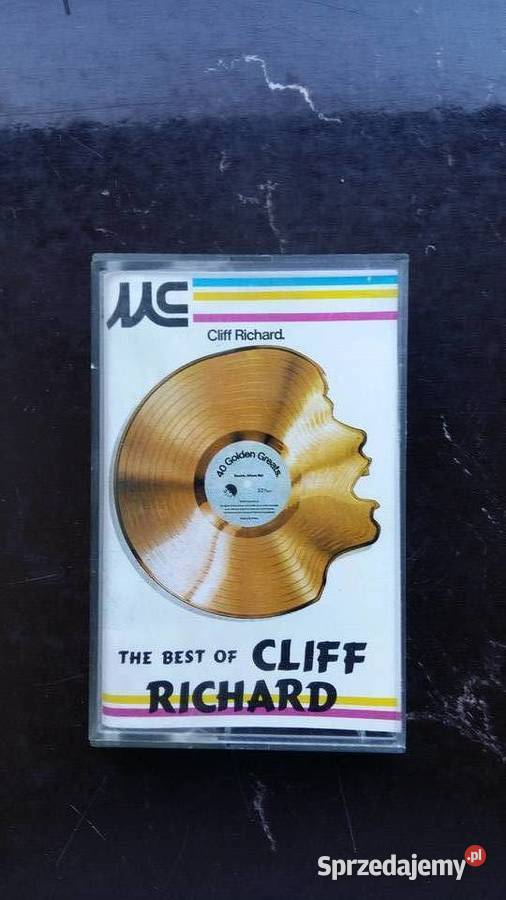 MC
Cliff Richard.
40 Golden Greats.
THE BEST OF CLIFF
RICHARD
Sprzedajemy.pl